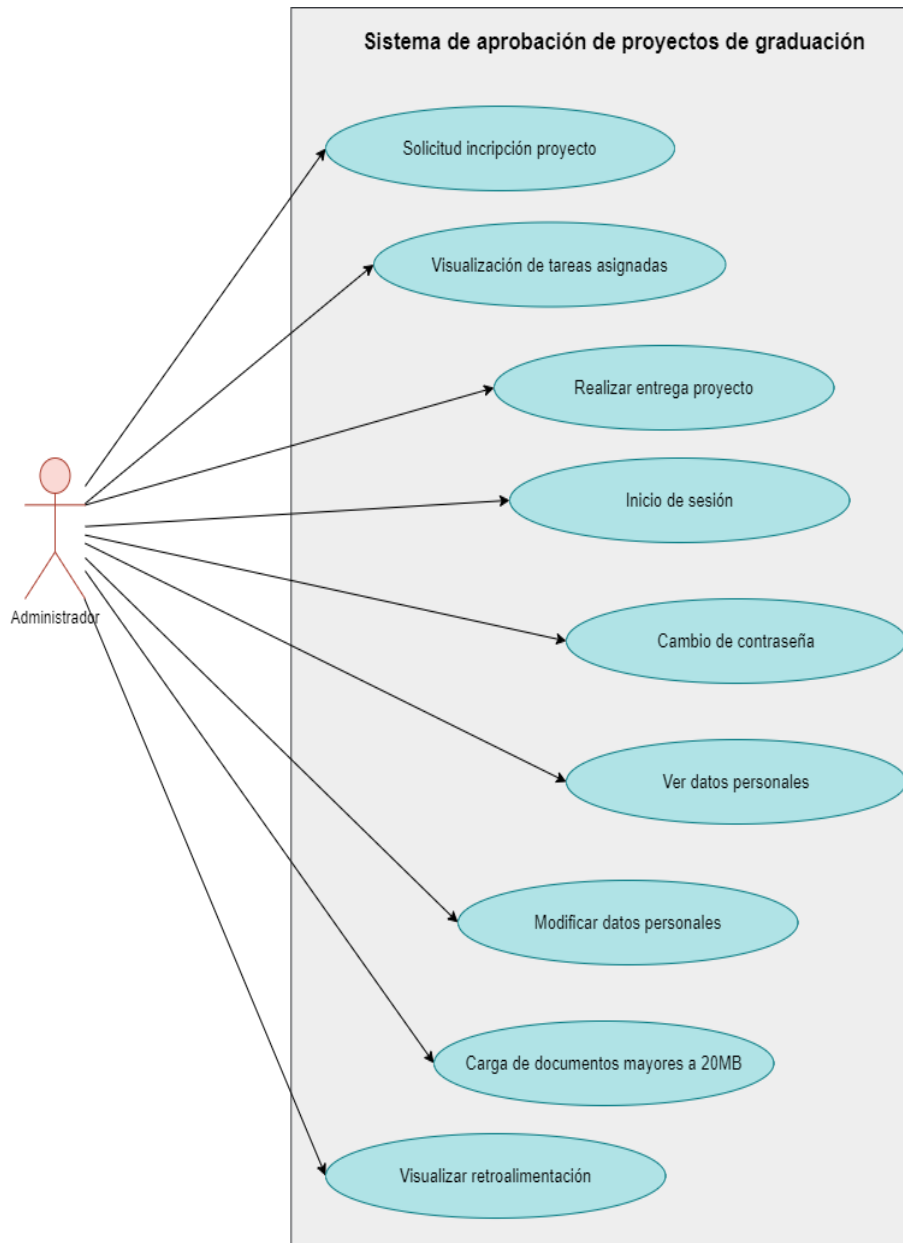 Sistema de aprobación de proyectos de graduación
Solicitud incripción proyecto
Visualización de tareas asignadas
Realizar entrega proyecto
Inicio de sesión
Administrador
Cambio de contraseña
Ver datos personales
Modificar datos personales
Carga de documentos mayores a 20MB
Visualizar retroalimentación